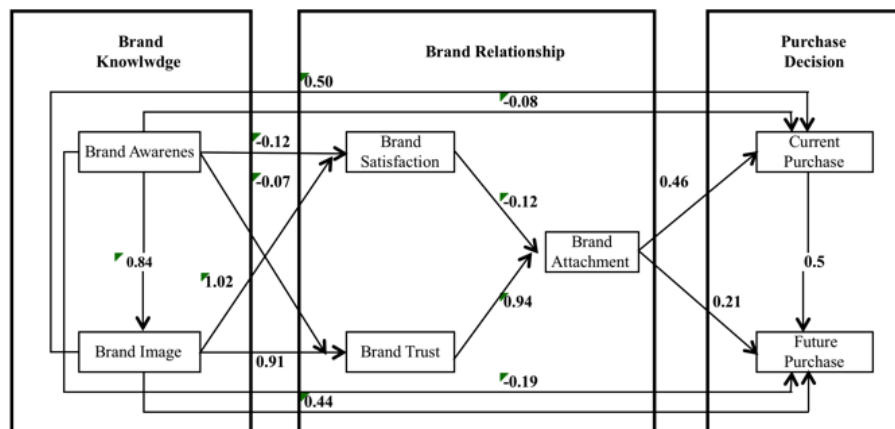 Brand
Knowlwdge
Brand Relationship
Purchase
Decision
0.50
-0.08
Brand Awarenes
-0.12
Brand
Satisfaction
Current
Purchase
-0.07
0.46
-0.12
Brand
Attachment
0.84
1.02
0.5
0.94
0.21
Brand Image
0.91
Brand Trust
Future
Purchase
-0.19
0.44